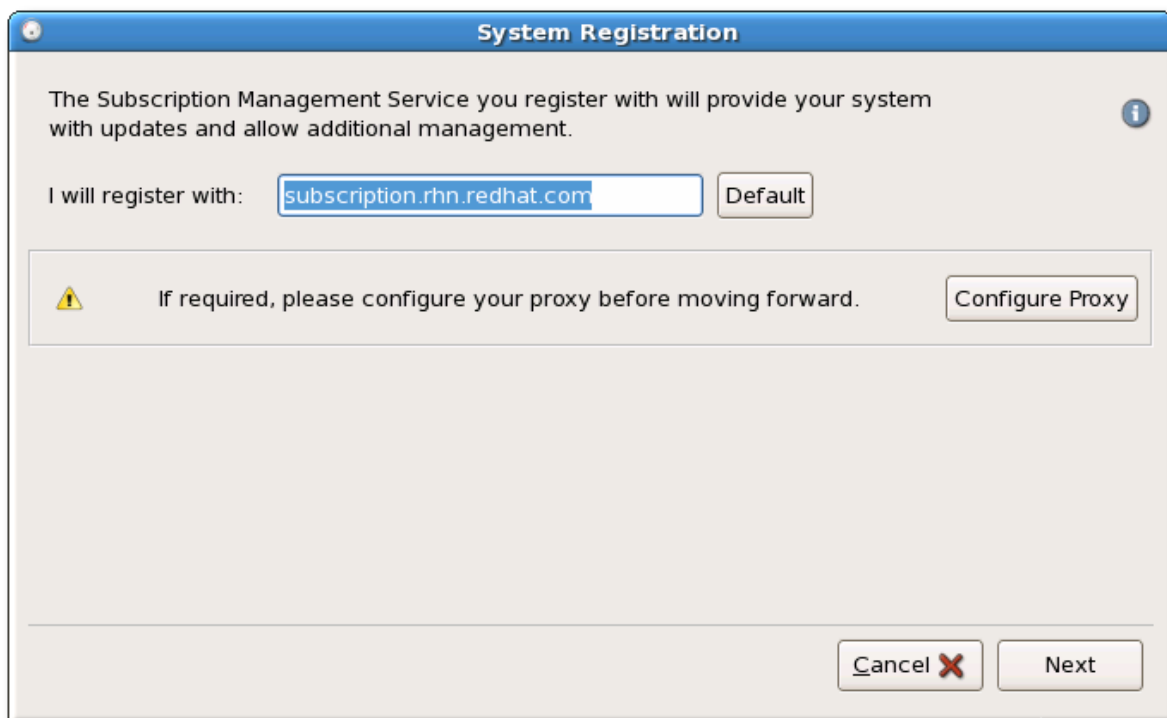 System Registration
The Subscription Management Service you register with will provide your system
with updates and allow additional management.
I will register with: subscription.rhn.redhat.com Default
If required, please configure your proxy before moving forward. Configure Proxy
Cancel Next